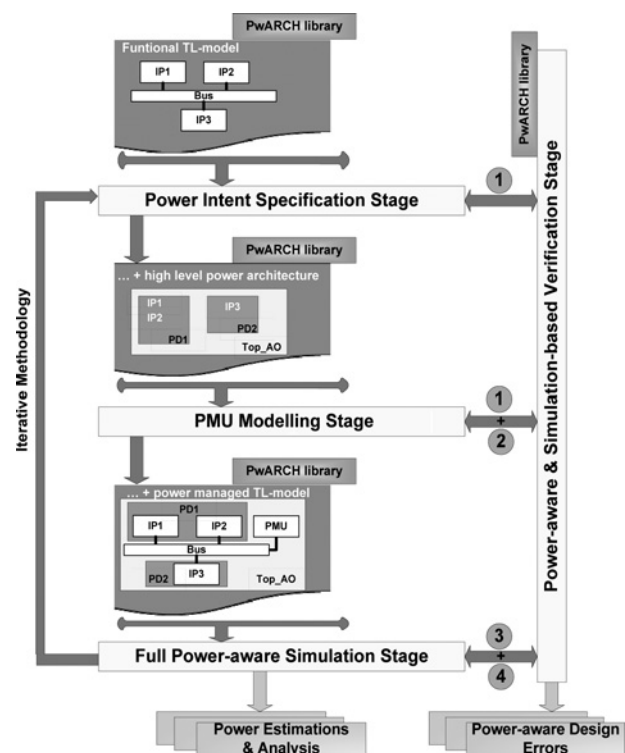 PwARCH library
Funtional TL-model
IP1
IP2
Bus
IP3
Power Intent Specification Stage
1
PwARCH library
... + high level power architecture
IP1
IP2
PD1
IP3
PD2
Top_AO
PMU Modelling Stage
1
+
2
PwARCH library
... + power managed TL-model
PD1
IP1
IP2
PMU
Bus
PD2
IP3
Top_AO
Full Power-aware Simulation Stage
3
+
4
Power Estimations
& Analysis
Power-aware Design
Errors
Iterative Methodology
PwARCH library
Power-aware & Simulation-based Verification Stage